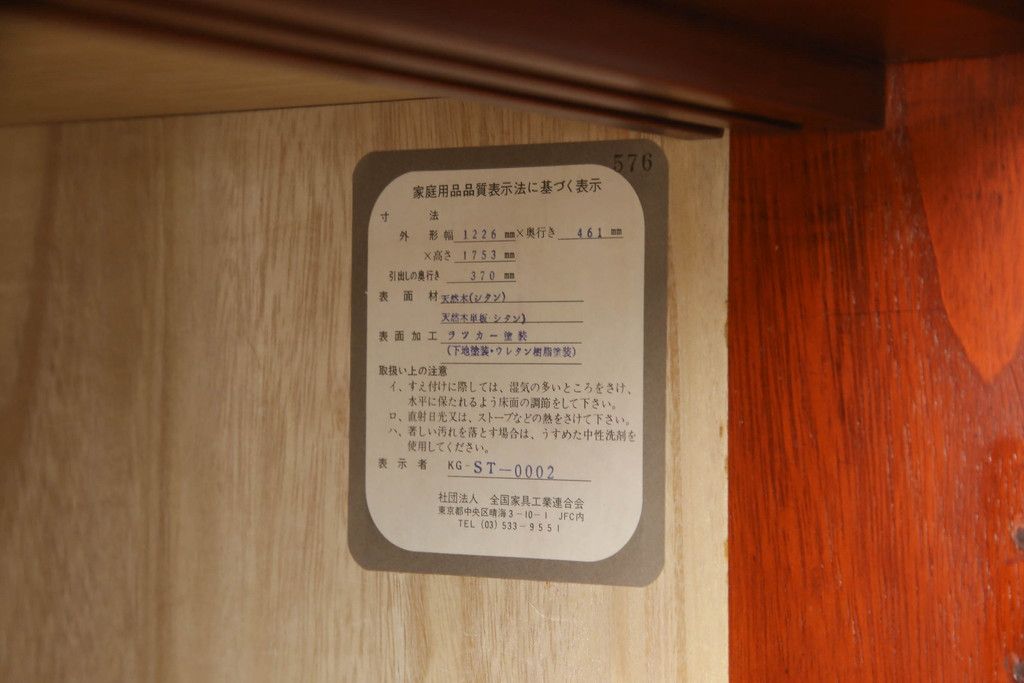 576
家庭用品品質表示法に基づく表示
寸法
外形 幅 1226 mm×奥行き 461 mm
×高さ 1753 mm
引出しの奥行き 370 mm
表面材 天然木(シタン)
天然木単板・シタン)
表面加工 ラツカー塗装
(下地塗装・ウレタン樹脂塗装)
取扱い上の注意
イ、すえ付けに際しては、湿気の多いところをさけ、
水平に保たれるよう床面の調節をして下さい。
ロ、直射日光又は、ストーブなどの熱をさけて下さい。
ハ、著しい汚れを落とす場合は、うすめた中性洗剤を
使用してください。
表示者 KG-ST-0002
社団法人 全国家具工業連合会
東京都中央区晴海3-10-1 JFC内
TEL (03) 533-9551